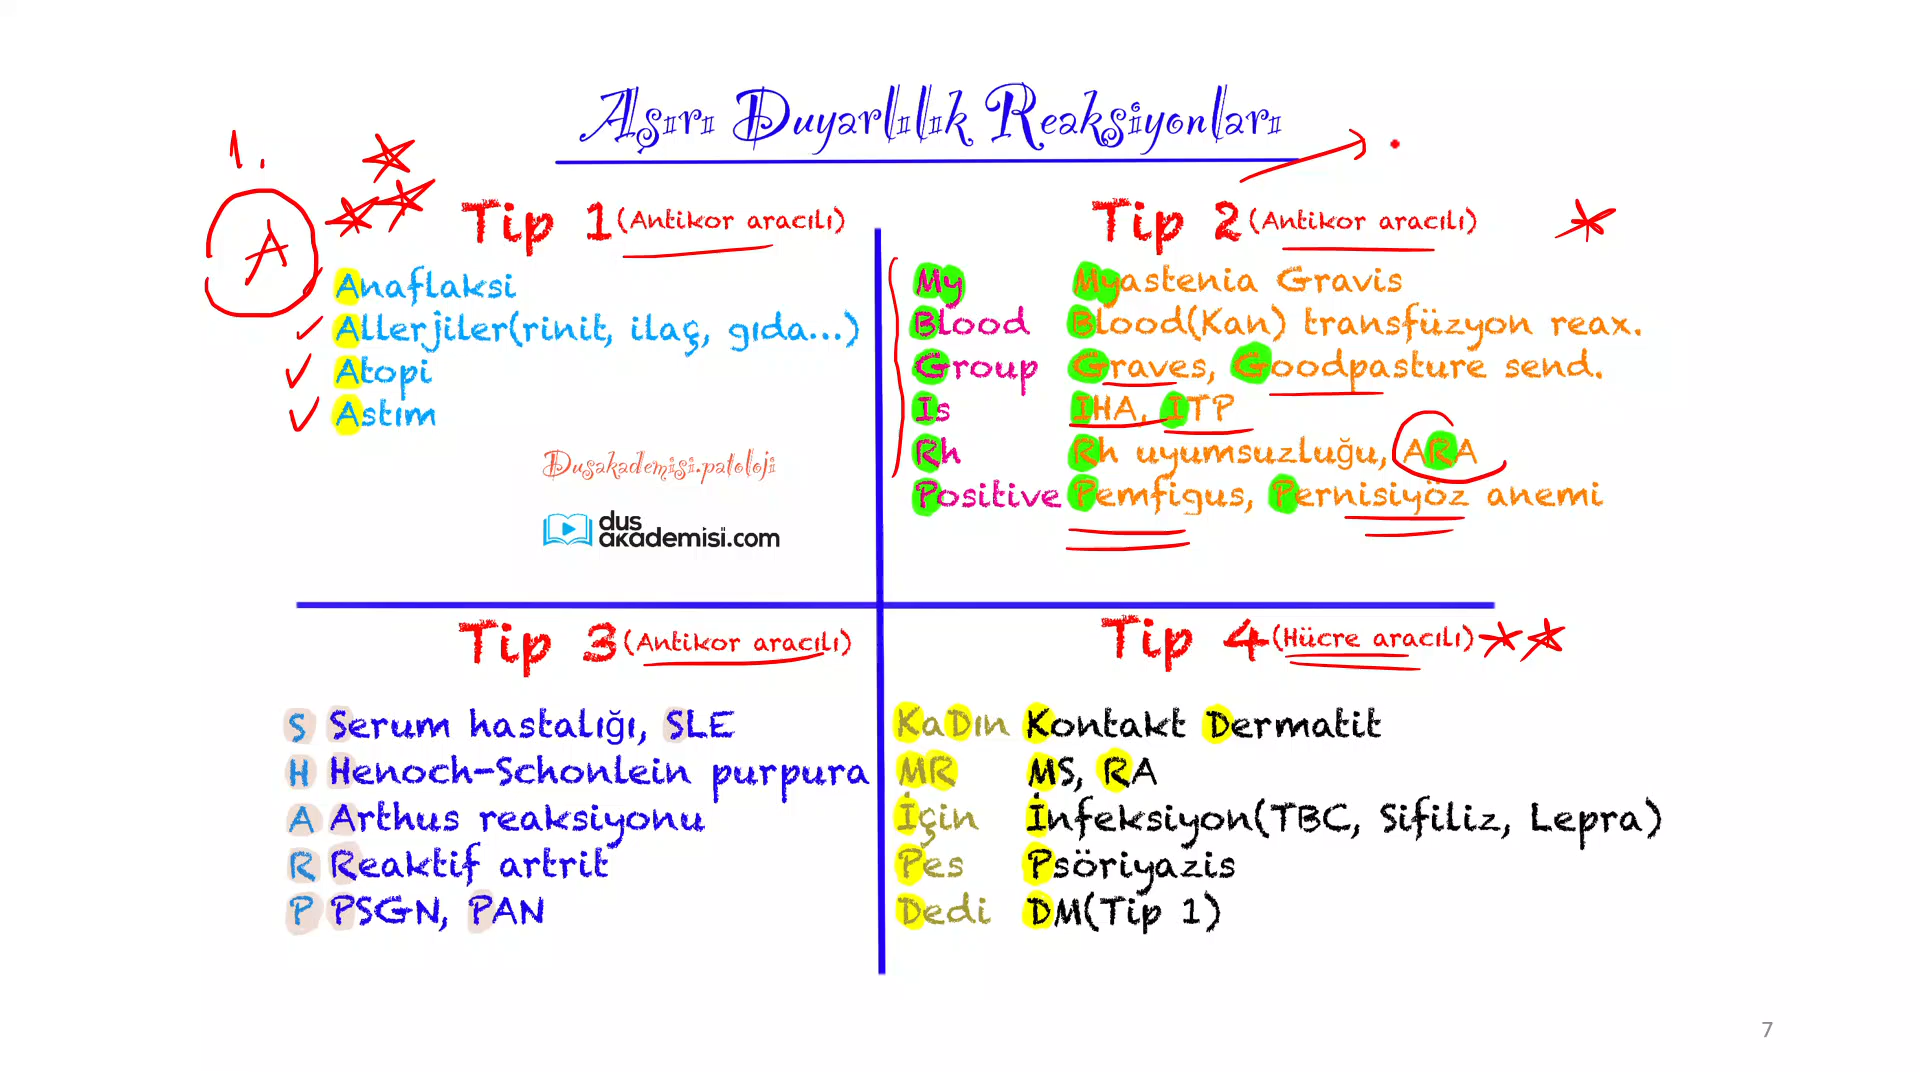 Aşırı Duyarlılık Reaksiyonları
1.
A
Tip 1 (Antikor aracılı)
Anaflaksi
Allerjiler(rinit, ilaç, gıda...)
Atopi
Astım
Dusakademisi.patoloji
dus
akademisi.com
Tip 2 (Antikor aracılı)
My Myastenia Gravis
Blood Blood(Kan) transfüzyon reax.
Group Graves, Goodpasture send.
Is IHA, ITP
Rh Rh uyumsuzluğu, ARA
Positive Pemfigus, Pernisiyöz anemi
Tip 3 (Antikor aracılı)
S Serum hastalığı, SLE
H Henoch-Schonlein purpura
A Arthus reaksiyonu
R Reaktif artrit
P PSGN, PAN
Tip 4 (Hücre aracılı)
KaDın Kontakt Dermatit
MR MS, RA
İçin İnfeksiyon(TBC, Sifiliz, Lepra)
Pes Psöriyazis
Dedi DM(Tip 1)
7